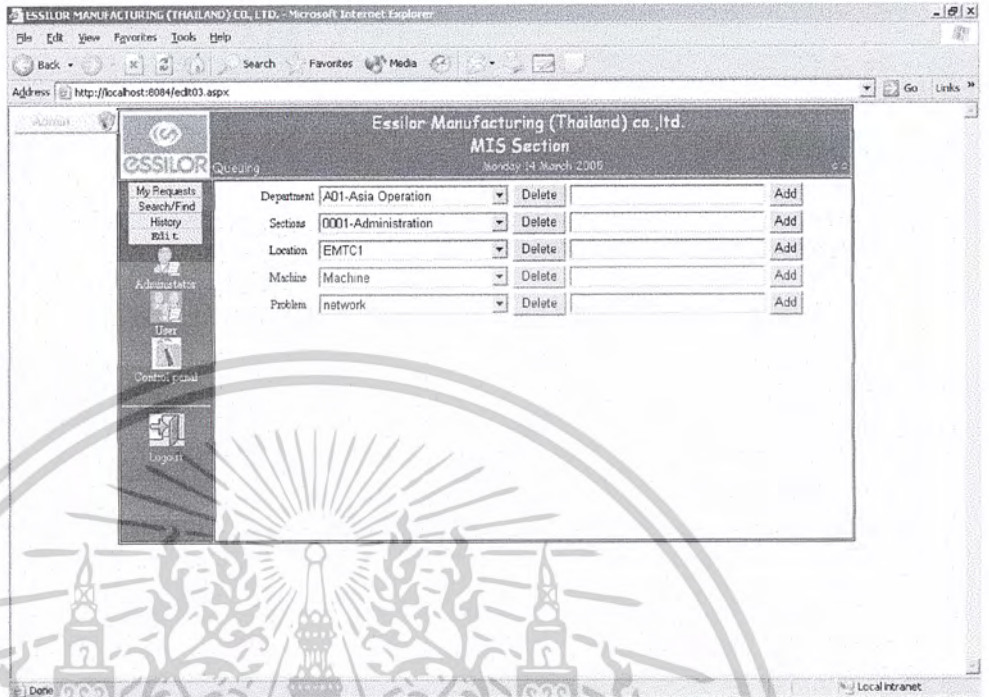 ESSILOR MANUFACTURING (THAILAND) CO., LTD. - Microsoft Internet Explorer
File Edit View Favorites Tools Help
Back Search Favorites Media
Address http://localhost:8084/edit03.aspx Go Links »
Admin
essilor
Essilor Manufacturing (Thailand) co.,ltd.
MIS Section
Queuing
Monday 14 March 2005
My Requests
Search/Find
History
Edit
Administator
User
Control panal
Logout
Department A01-Asia Operation Delete Add
Sections 0001-Administration Delete Add
Location EMTC1 Delete Add
Machine Machine Delete Add
Problem network Delete Add
Done Local intranet